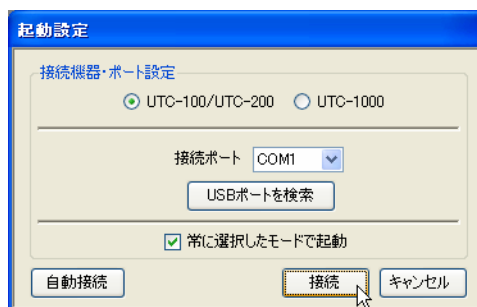 起動設定
接続機器・ポート設定
UTC-100/UTC-200 UTC-1000
接続ポート COM1
USBポートを検索
常に選択したモードで起動
自動接続 接続 キャンセル